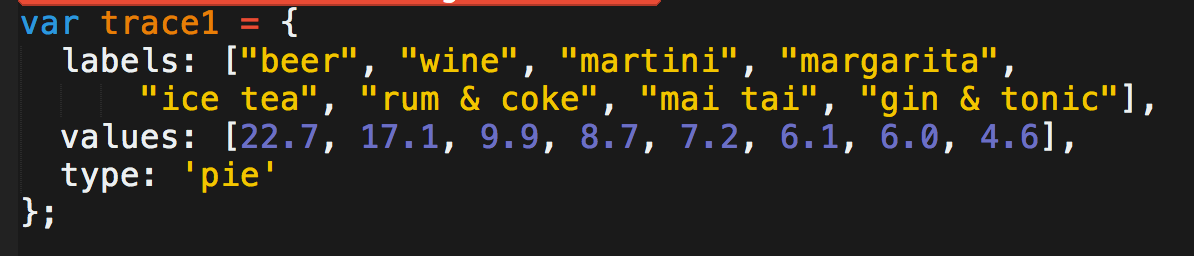 var trace1 = {
  labels: ["beer", "wine", "martini", "margarita",
      "ice tea", "rum & coke", "mai tai", "gin & tonic"],
  values: [22.7, 17.1, 9.9, 8.7, 7.2, 6.1, 6.0, 4.6],
  type: 'pie'
};